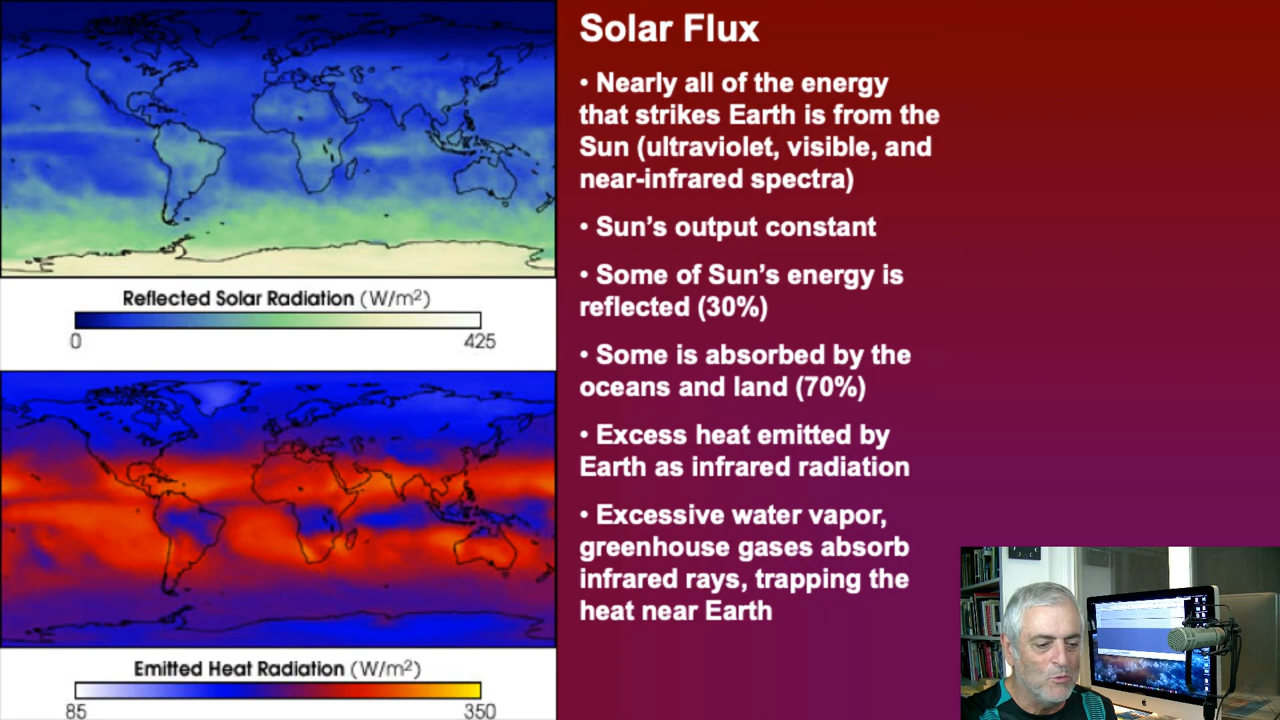 Solar Flux
• Nearly all of the energy
that strikes Earth is from the
Sun (ultraviolet, visible, and
near-infrared spectra)
• Sun’s output constant
• Some of Sun’s energy is
reflected (30%)
• Some is absorbed by the
oceans and land (70%)
• Excess heat emitted by
Earth as infrared radiation
• Excessive water vapor,
greenhouse gases absorb
infrared rays, trapping the
heat near Earth
Reflected Solar Radiation (W/m²)
0 425
Emitted Heat Radiation (W/m²)
85 350